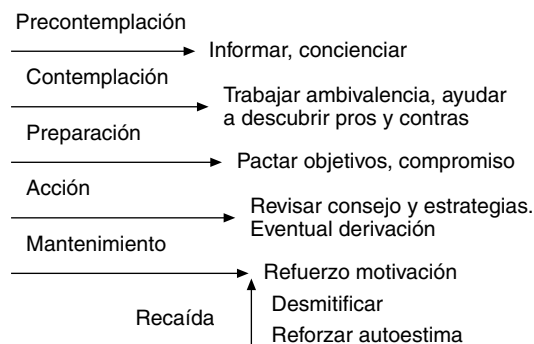 Precontemplación
Informar, concienciar
Contemplación
Trabajar ambivalencia, ayudar
a descubrir pros y contras
Preparación
Pactar objetivos, compromiso
Acción
Revisar consejo y estrategias.
Eventual derivación
Mantenimiento
Refuerzo motivación
Desmitificar
Recaída
Reforzar autoestima